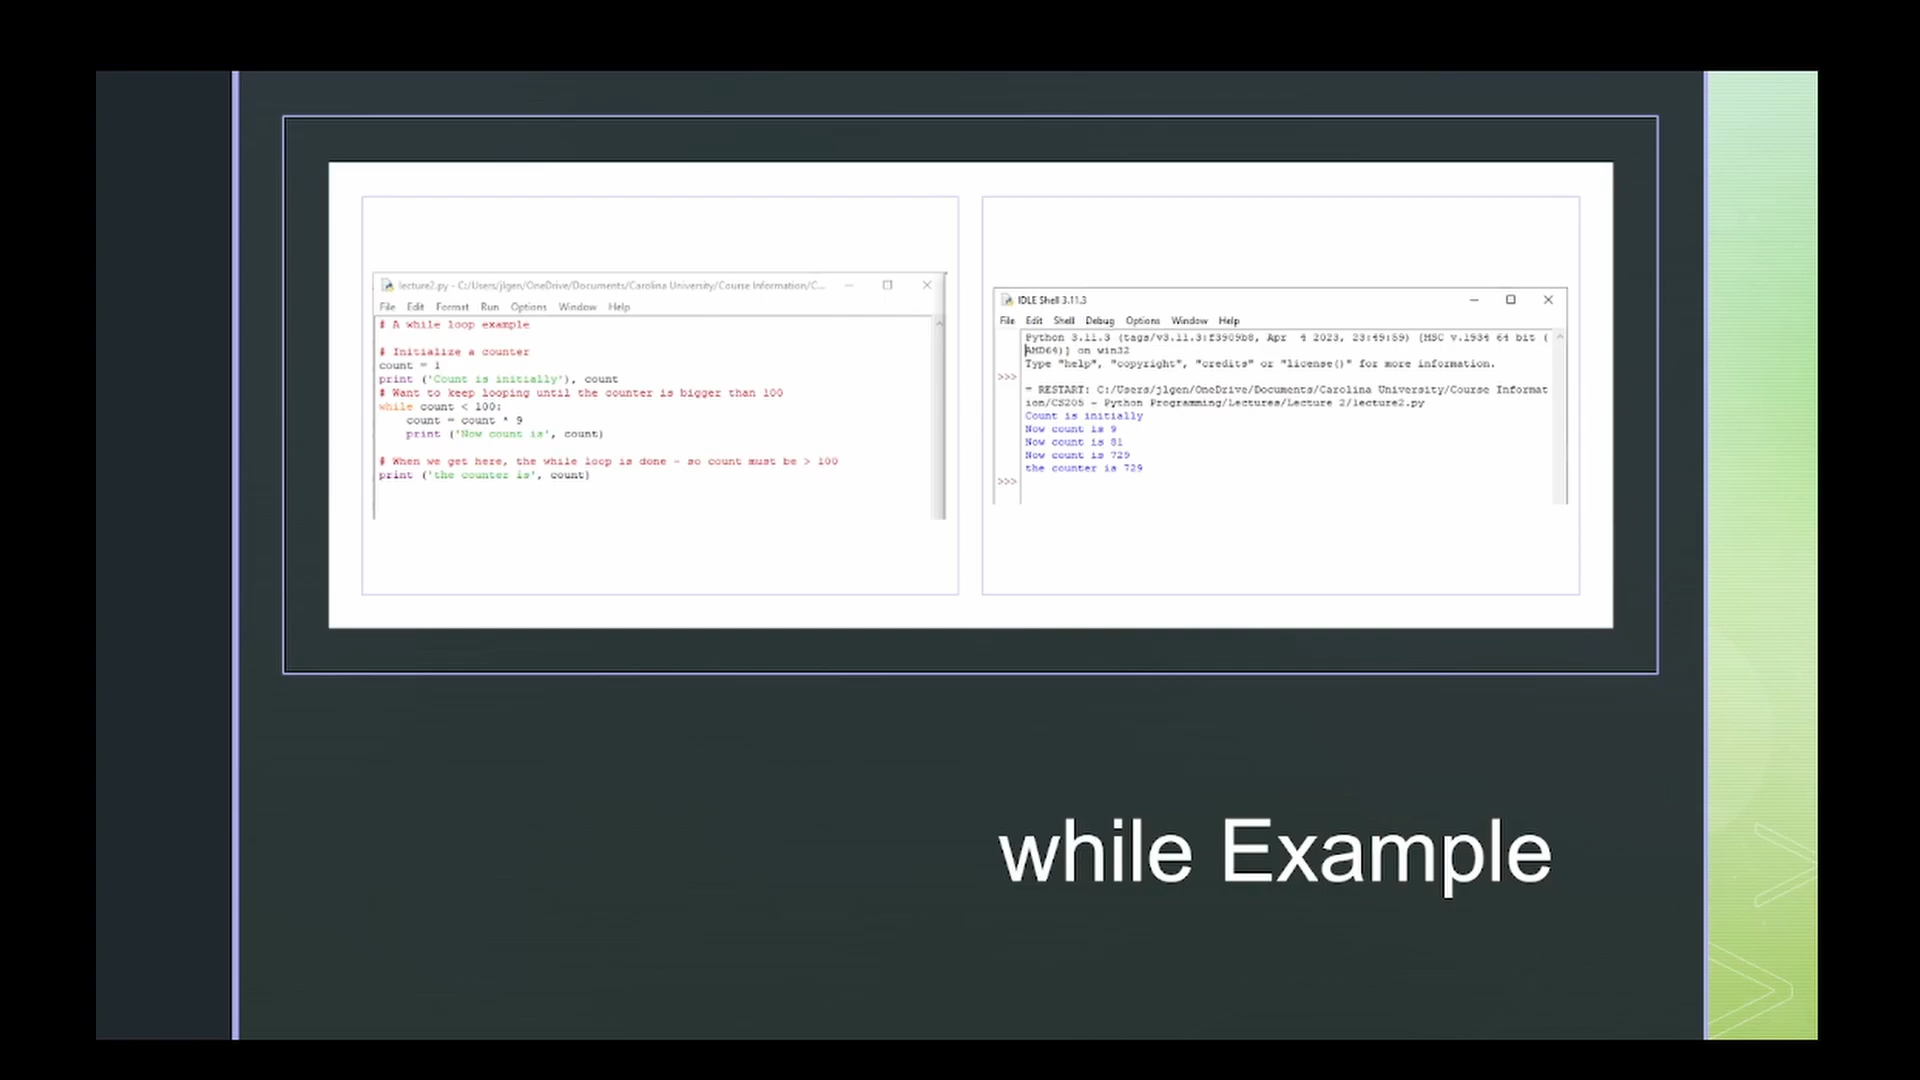 lecture2.py - C:/Users/jlgen/OneDrive/Documents/Carolina University/Course Information/C...
File Edit Format Run Options Window Help
# A while loop example
# Initialize a counter
count = 1
print ('Count is initially'), count
# Want to keep looping until the counter is bigger than 100
while count < 100:
count = count * 9
print ('Now count is', count)
# When we get here, the while loop is done - so count must be > 100
print ('the counter is', count)
IDLE Shell 3.11.3
File Edit Shell Debug Options Window Help
Python 3.11.3 (tags/v3.11.3:f3909b8, Apr 4 2023, 23:49:59) [MSC v.1934 64 bit (
AMD64)] on win32
Type "help", "copyright", "credits" or "license()" for more information.
>>>
= RESTART: C:/Users/jlgen/OneDrive/Documents/Carolina University/Course Informat
ion/CS205 - Python Programming/Lectures/Lecture 2/lecture2.py
Count is initially
Now count is 9
Now count is 81
Now count is 729
the counter is 729
>>>
while Example